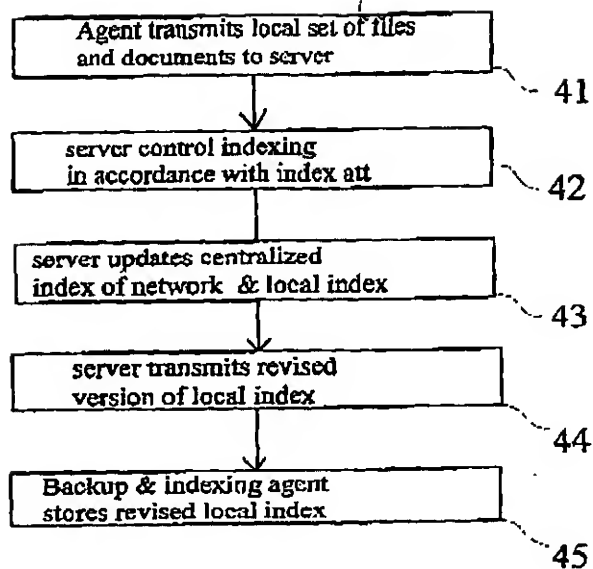 Agent transmits local set of files
and documents to server
41
server control indexing
in accordance with index att
42
server updates centralized
index of network & local index
43
server transmits revised
version of local index
44
Backup & indexing agent
stores revised local index
45